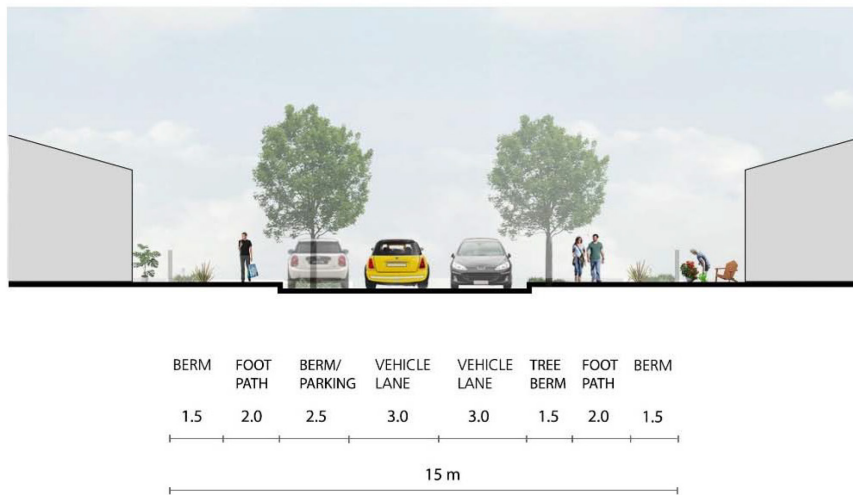 BERM FOOT PATH BERM/ PARKING VEHICLE LANE VEHICLE LANE TREE BERM FOOT PATH BERM
1.5 2.0 2.5 3.0 3.0 1.5 2.0 1.5
15 m